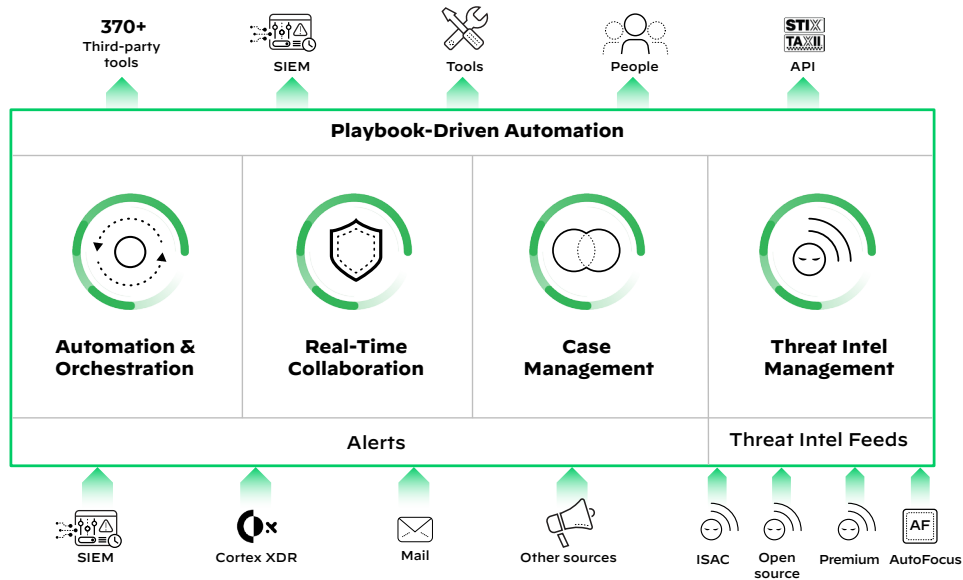 370+
Third-party
tools
SIEM
Tools
People
STIX
TAXII
API
Playbook-Driven Automation
Automation &
Orchestration
Real-Time
Collaboration
Case
Management
Threat Intel
Management
Alerts
Threat Intel Feeds
SIEM
Cortex XDR
Mail
Other sources
ISAC
Open
source
Premium
AF
AutoFocus